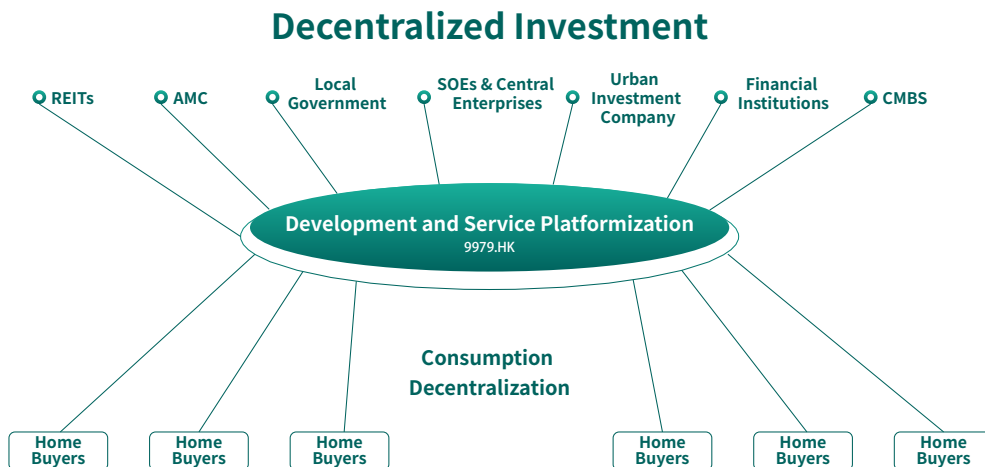 Decentralized Investment
REITs
AMC
Local
Government
SOEs & Central
Enterprises
Urban
Investment
Company
Financial
Institutions
CMBS
Development and Service Platformization
9979.HK
Consumption
Decentralization
Home
Buyers
Home
Buyers
Home
Buyers
Home
Buyers
Home
Buyers
Home
Buyers